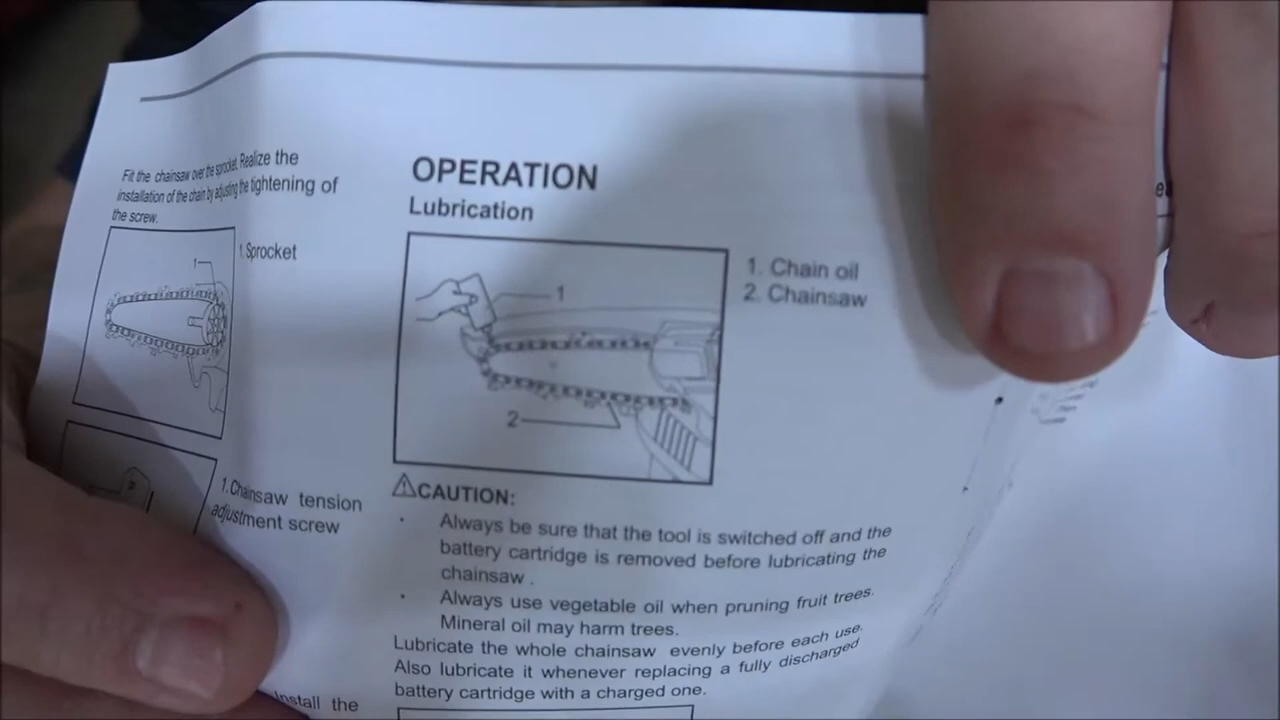 Fit the chainsaw over the sprocket. Realize the
installation of the chain by adjusting the tightening of
the screw.
1
1. Sprocket
1. Chainsaw tension
adjustment screw
install the
OPERATION
Lubrication
1
2
1. Chain oil
2. Chainsaw
CAUTION:
· Always be sure that the tool is switched off and the
battery cartridge is removed before lubricating the
chainsaw .
· Always use vegetable oil when pruning fruit trees.
Mineral oil may harm trees.
Lubricate the whole chainsaw evenly before each use.
Also lubricate it whenever replacing a fully discharged
battery cartridge with a charged one.